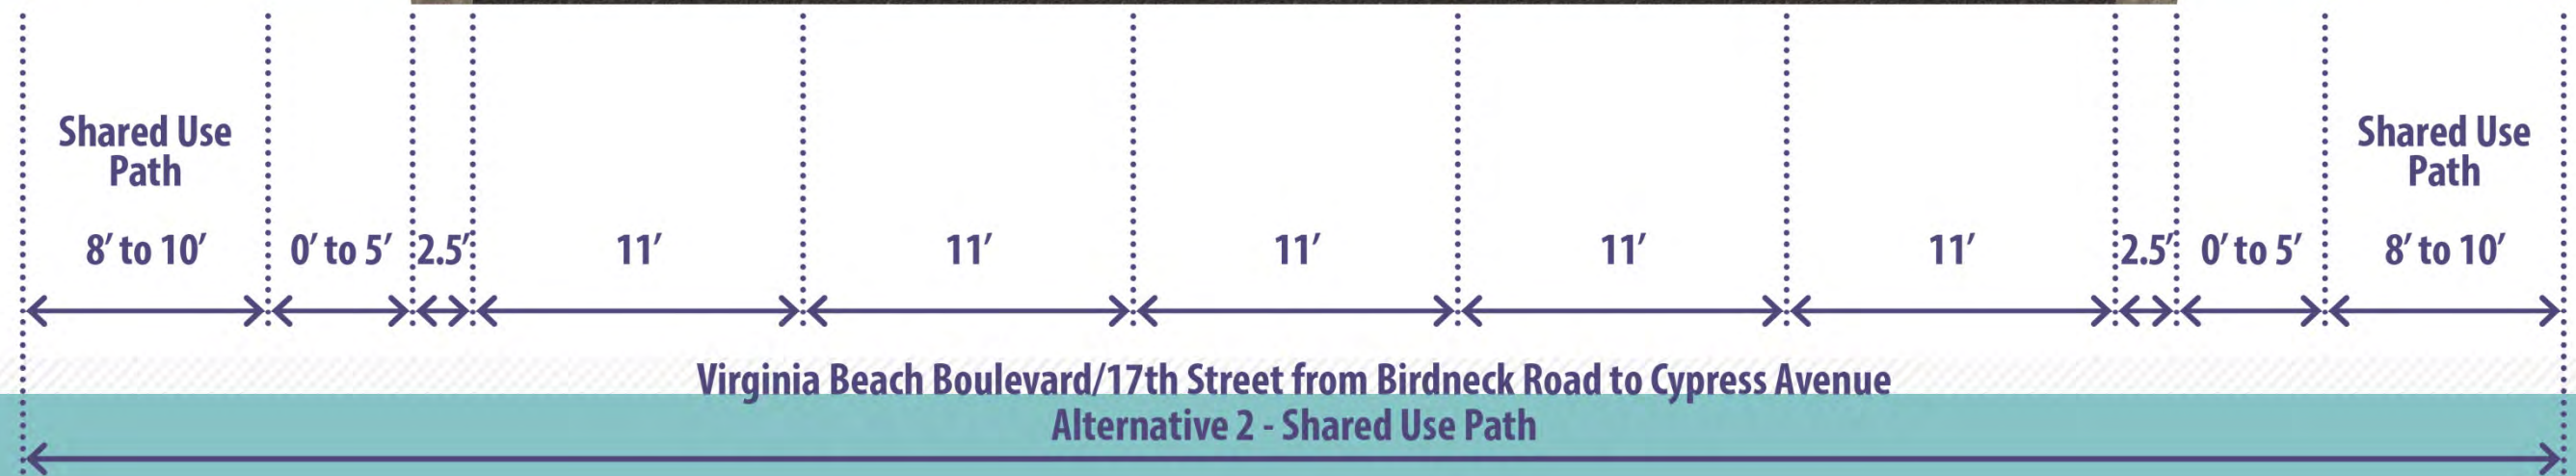 Shared Use
Path
8′ to 10′
0′ to 5′
2.5′
11′
11′
11′
11′
11′
2.5′
0′ to 5′
Shared Use
Path
8′ to 10′
Virginia Beach Boulevard/17th Street from Birdneck Road to Cypress Avenue
Alternative 2 - Shared Use Path